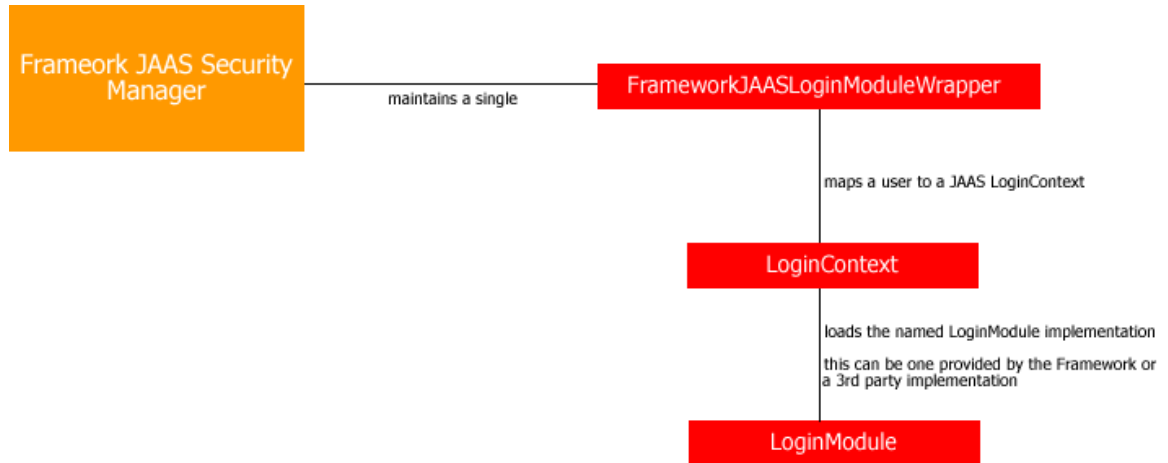 Frameork JAAS Security
Manager
maintains a single
FrameworkJAASLoginModuleWrapper
maps a user to a JAAS LoginContext
LoginContext
loads the named LoginModule implementation
this can be one provided by the Framework or
a 3rd party implementation
LoginModule